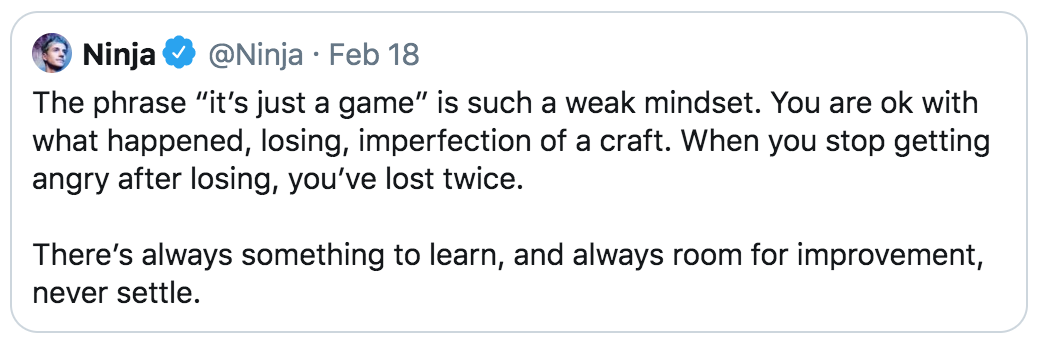 Ninja @Ninja · Feb 18
The phrase “it’s just a game” is such a weak mindset. You are ok with
what happened, losing, imperfection of a craft. When you stop getting
angry after losing, you’ve lost twice.
There’s always something to learn, and always room for improvement,
never settle.